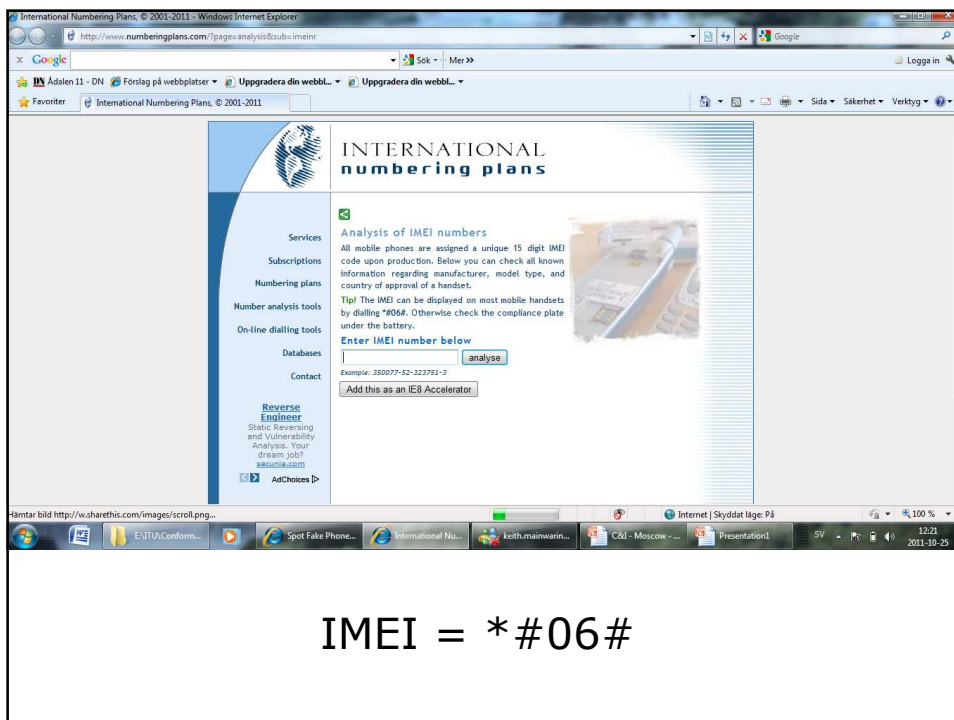 International Numbering Plans, © 2001-2011 - Windows Internet Explorer
http://www.numberingplans.com/?page=analysis&sub=imeinr
Google
x Google
Sök
Mer >>
Logga in
DN Ådalen 11 - DN
Förslag på webbplatser
Uppgradera din webbl...
Uppgradera din webbl...
Favoriter
International Numbering Plans, © 2001-2011
Sida
Säkerhet
Verktyg
INTERNATIONAL
numbering plans
Services
Subscriptions
Numbering plans
Number analysis tools
On-line dialling tools
Databases
Contact
Reverse
Engineer
Static Reversing
and Vulnerability
Analysis. Your
dream job?
secunia.com
AdChoices
Analysis of IMEI numbers
All mobile phones are assigned a unique 15 digit IMEI
code upon production. Below you can check all known
information regarding manufacturer, model type, and
country of approval of a handset.
Tip! The IMEI can be displayed on most mobile handsets
by dialling *#06#. Otherwise check the compliance plate
under the battery.
Enter IMEI number below
analyse
Example: 350077-52-323751-3
Add this as an IE8 Accelerator
Hämtar bild http://w.sharethis.com/images/scroll.png...
Internet | Skyddat läge: På
100 %
E:\ITU\Conform...
Spot Fake Phone...
International Nu...
keith.mainwarin...
C&I - Moscow - ...
Presentation1
SV
12:21
2011-10-25
IMEI = *#06#